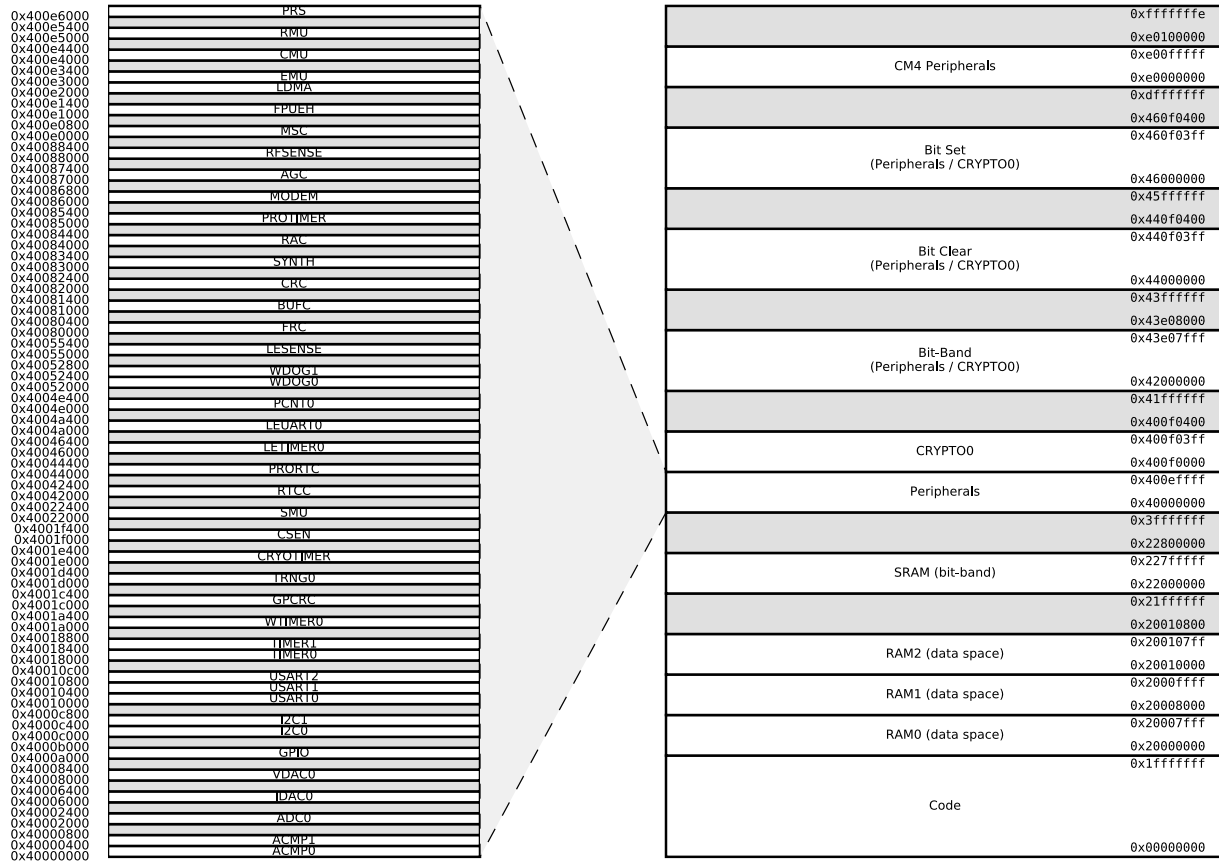 0x400e6000
0x400e5400
0x400e5000
0x400e4400
0x400e4000
0x400e3400
0x400e3000
0x400e2000
0x400e1400
0x400e1000
0x400e0800
0x400e0000
0x40088400
0x40088000
0x40087400
0x40087000
0x40086800
0x40086000
0x40085400
0x40085000
0x40084400
0x40084000
0x40083400
0x40083000
0x40082400
0x40082000
0x40081400
0x40081000
0x40080400
0x40080000
0x40055400
0x40055000
0x40052800
0x40052400
0x40052000
0x4004e400
0x4004e000
0x4004a400
0x4004a000
0x40046400
0x40046000
0x40044400
0x40044000
0x40042400
0x40042000
0x40022400
0x40022000
0x4001f400
0x4001f000
0x4001e400
0x4001e000
0x4001d400
0x4001d000
0x4001c400
0x4001c000
0x4001a400
0x4001a000
0x40018800
0x40018400
0x40018000
0x40010c00
0x40010800
0x40010400
0x40010000
0x4000c800
0x4000c400
0x4000c000
0x4000b000
0x4000a000
0x40008400
0x40008000
0x40006400
0x40006000
0x40002400
0x40002000
0x40000800
0x40000400
0x40000000
PRS
RMU
CMU
EMU
LDMA
FPUEH
MSC
RFSENSE
AGC
MODEM
PROTIMER
RAC
SYNTH
CRC
BUFC
FRC
LESENSE
WDOG1
WDOG0
PCNT0
LEUART0
LETIMER0
PRORTC
RTCC
SMU
CSEN
CRYOTIMER
TRNG0
GPCRC
WTIMER0
TIMER1
TIMER0
USART2
USART1
USART0
I2C1
I2C0
GPIO
VDAC0
IDAC0
ADC0
ACMP1
ACMP0
0xfffffffe
0xe0100000
0xe00fffff
CM4 Peripherals
0xe0000000
0xdfffffff
0x460f0400
0x460f03ff
Bit Set
(Peripherals / CRYPTO0)
0x46000000
0x45ffffff
0x440f0400
0x440f03ff
Bit Clear
(Peripherals / CRYPTO0)
0x44000000
0x43ffffff
0x43e08000
0x43e07fff
Bit-Band
(Peripherals / CRYPTO0)
0x42000000
0x41ffffff
0x400f0400
0x400f03ff
CRYPTO0
0x400f0000
0x400effff
Peripherals
0x40000000
0x3fffffff
0x22800000
0x227fffff
SRAM (bit-band)
0x22000000
0x21ffffff
0x20010800
0x200107ff
RAM2 (data space)
0x20010000
0x2000ffff
RAM1 (data space)
0x20008000
0x20007fff
RAM0 (data space)
0x20000000
0x1fffffff
Code
0x00000000